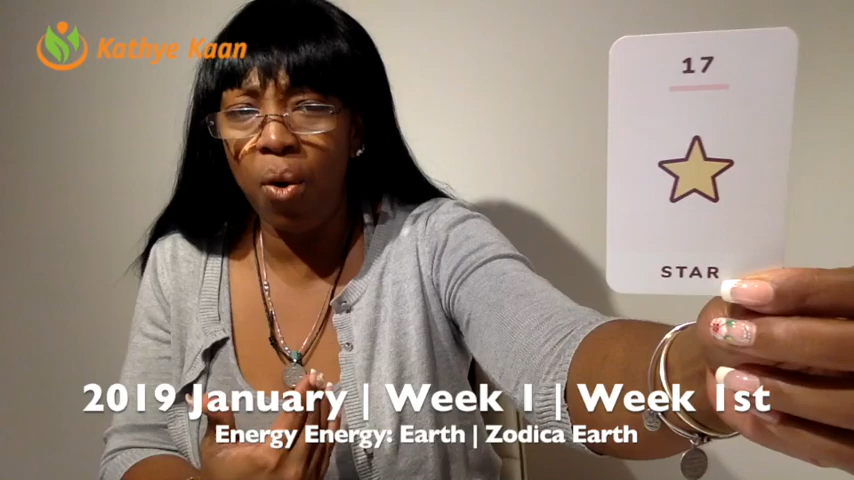 Kathye Kaan
17
STAR
2019 January | Week 1 | Week 1st
Energy Energy: Earth | Zodica Earth